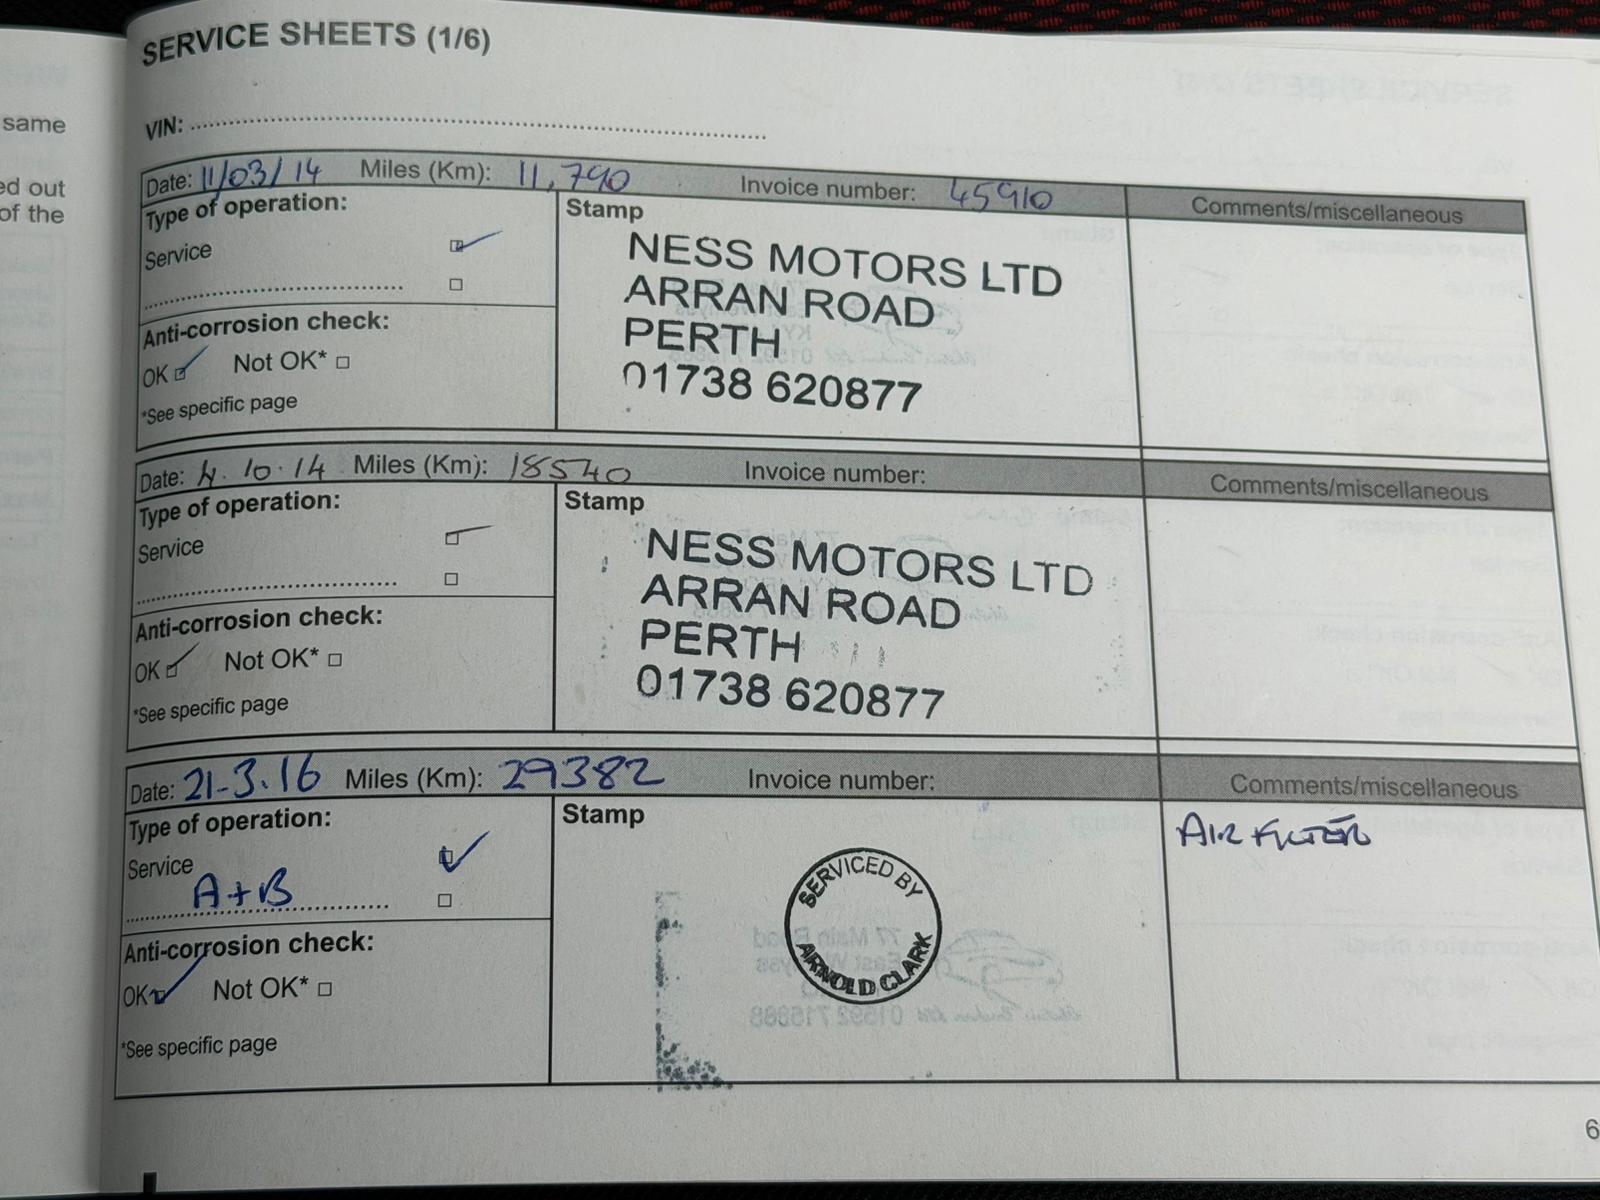 same
ed out
of the
SERVICE SHEETS (1/6)
VIN:
Date: 11/03/14 Miles (Km): 11,790 Invoice number: 45910 Comments/miscellaneous
Type of operation:
Stamp
Service
NESS MOTORS LTD
ARRAN ROAD
PERTH
01738 620877
Anti-corrosion check:
OK Not OK*
*See specific page
Date: 4.10.14 Miles (Km): 18540 Invoice number: Comments/miscellaneous
Type of operation:
Stamp
Service
NESS MOTORS LTD
ARRAN ROAD
PERTH
01738 620877
Anti-corrosion check:
OK Not OK*
*See specific page
Date: 21-3.16 Miles (Km): 29382 Invoice number: Comments/miscellaneous
Type of operation:
Stamp
AIR FILTER
Service
A+B
SERVICED BY
ARNOLD CLARK
Anti-corrosion check:
OK Not OK*
*See specific page
6